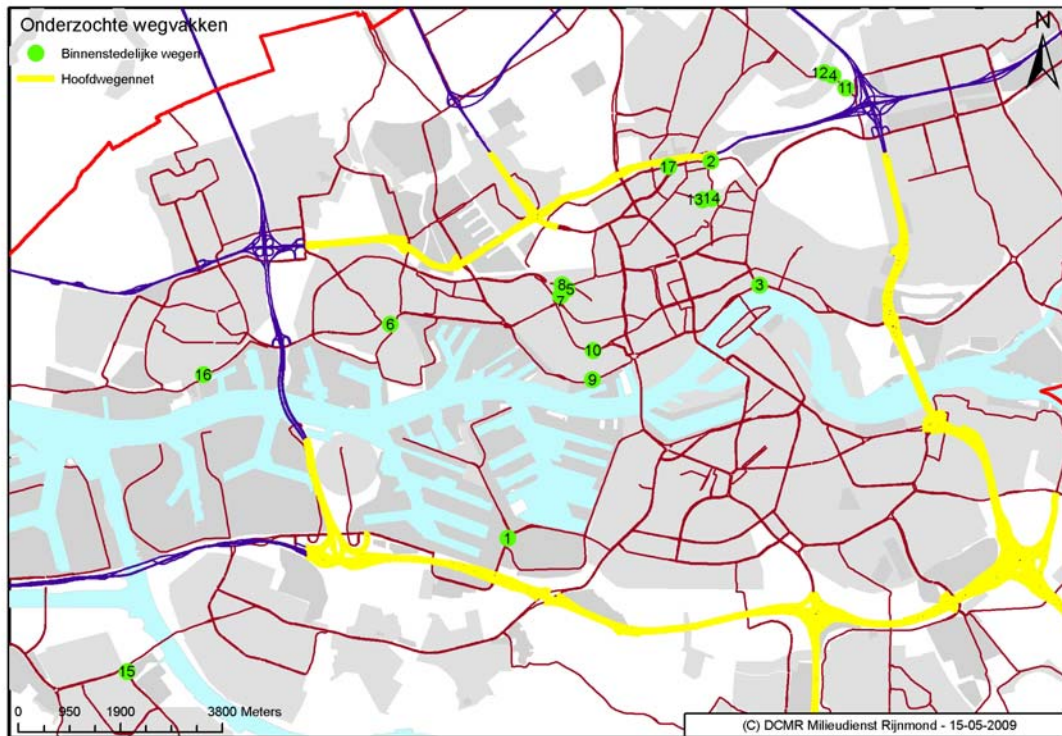 Onderzochte wegvakken
Binnenstedelijke wegen
Hoofdwegennet
N
12 4
11
17
2
13 14
3
8 5
7
6
10
16
9
1
15
0 950 1900 3800 Meters
(C) DCMR Milieudienst Rijnmond - 15-05-2009